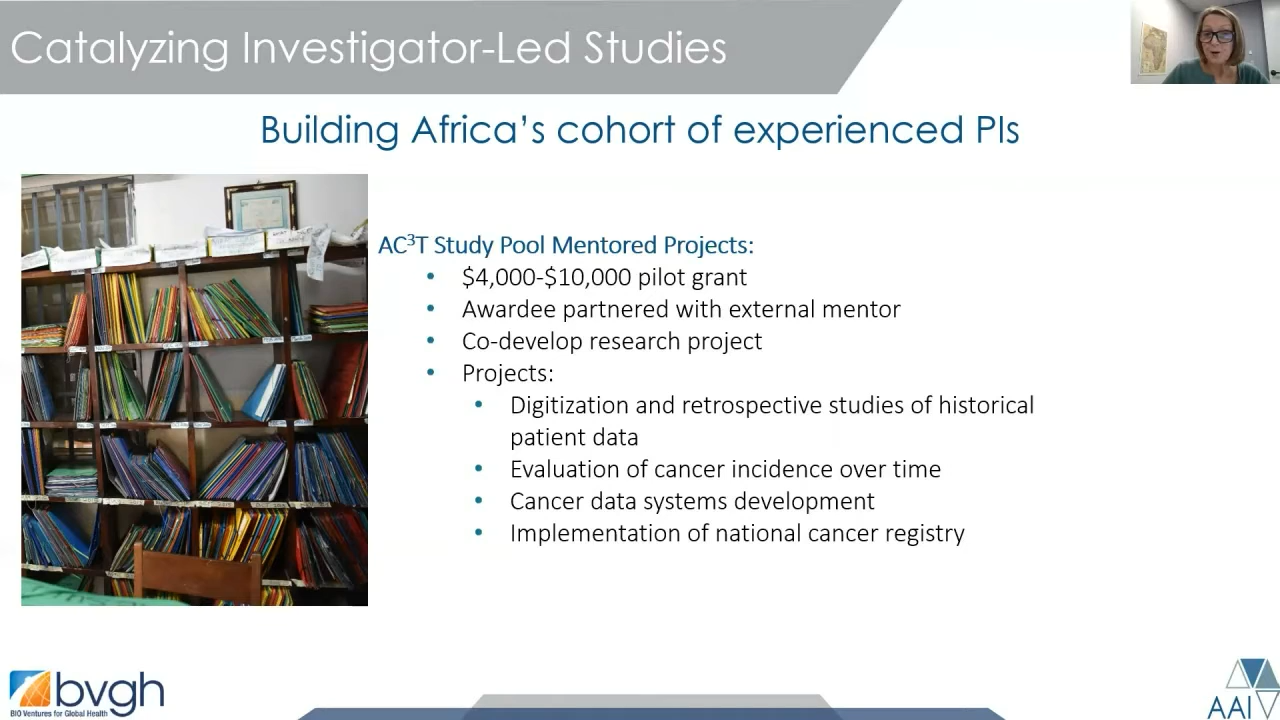 Catalyzing Investigator-Led Studies
Building Africa's cohort of experienced PIs
AC³T Study Pool Mentored Projects:
• $4,000-$10,000 pilot grant
• Awardee partnered with external mentor
• Co-develop research project
• Projects:
• Digitization and retrospective studies of historical
patient data
• Evaluation of cancer incidence over time
• Cancer data systems development
• Implementation of national cancer registry
bvgh
BIO Ventures for Global Health
AAI